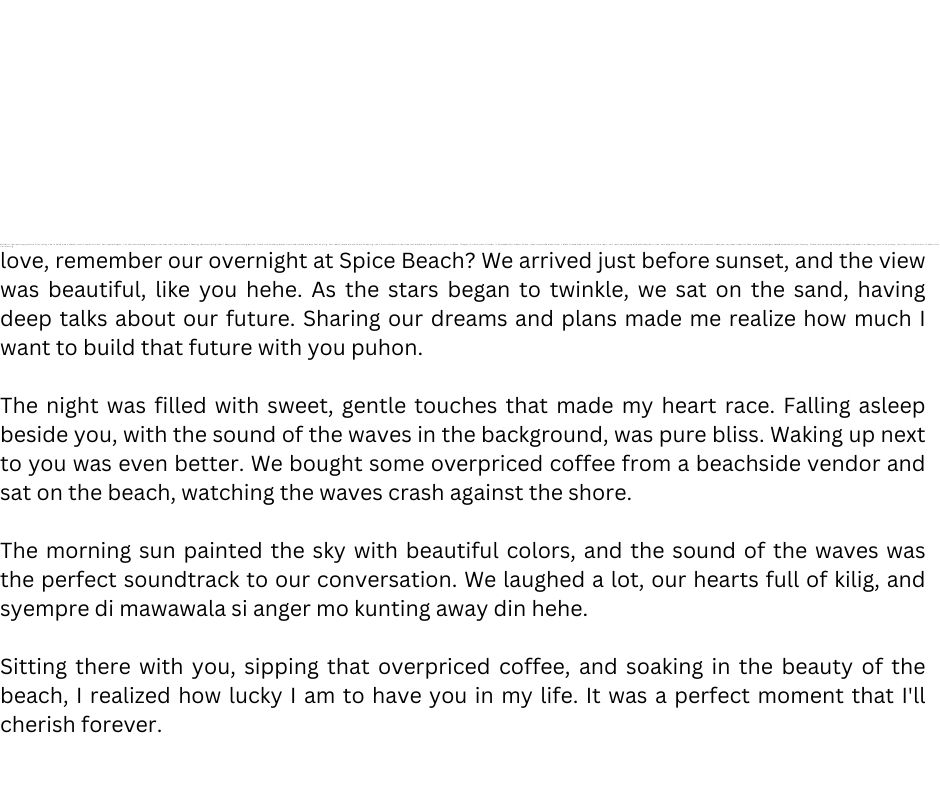 love, remember our overnight at Spice Beach? We arrived just before sunset, and the view
was beautiful, like you hehe. As the stars began to twinkle, we sat on the sand, having
deep talks about our future. Sharing our dreams and plans made me realize how much I
want to build that future with you puhon.
The night was filled with sweet, gentle touches that made my heart race. Falling asleep
beside you, with the sound of the waves in the background, was pure bliss. Waking up next
to you was even better. We bought some overpriced coffee from a beachside vendor and
sat on the beach, watching the waves crash against the shore.
The morning sun painted the sky with beautiful colors, and the sound of the waves was
the perfect soundtrack to our conversation. We laughed a lot, our hearts full of kilig, and
syempre di mawawala si anger mo kunting away din hehe.
Sitting there with you, sipping that overpriced coffee, and soaking in the beauty of the
beach, I realized how lucky I am to have you in my life. It was a perfect moment that I'll
cherish forever.